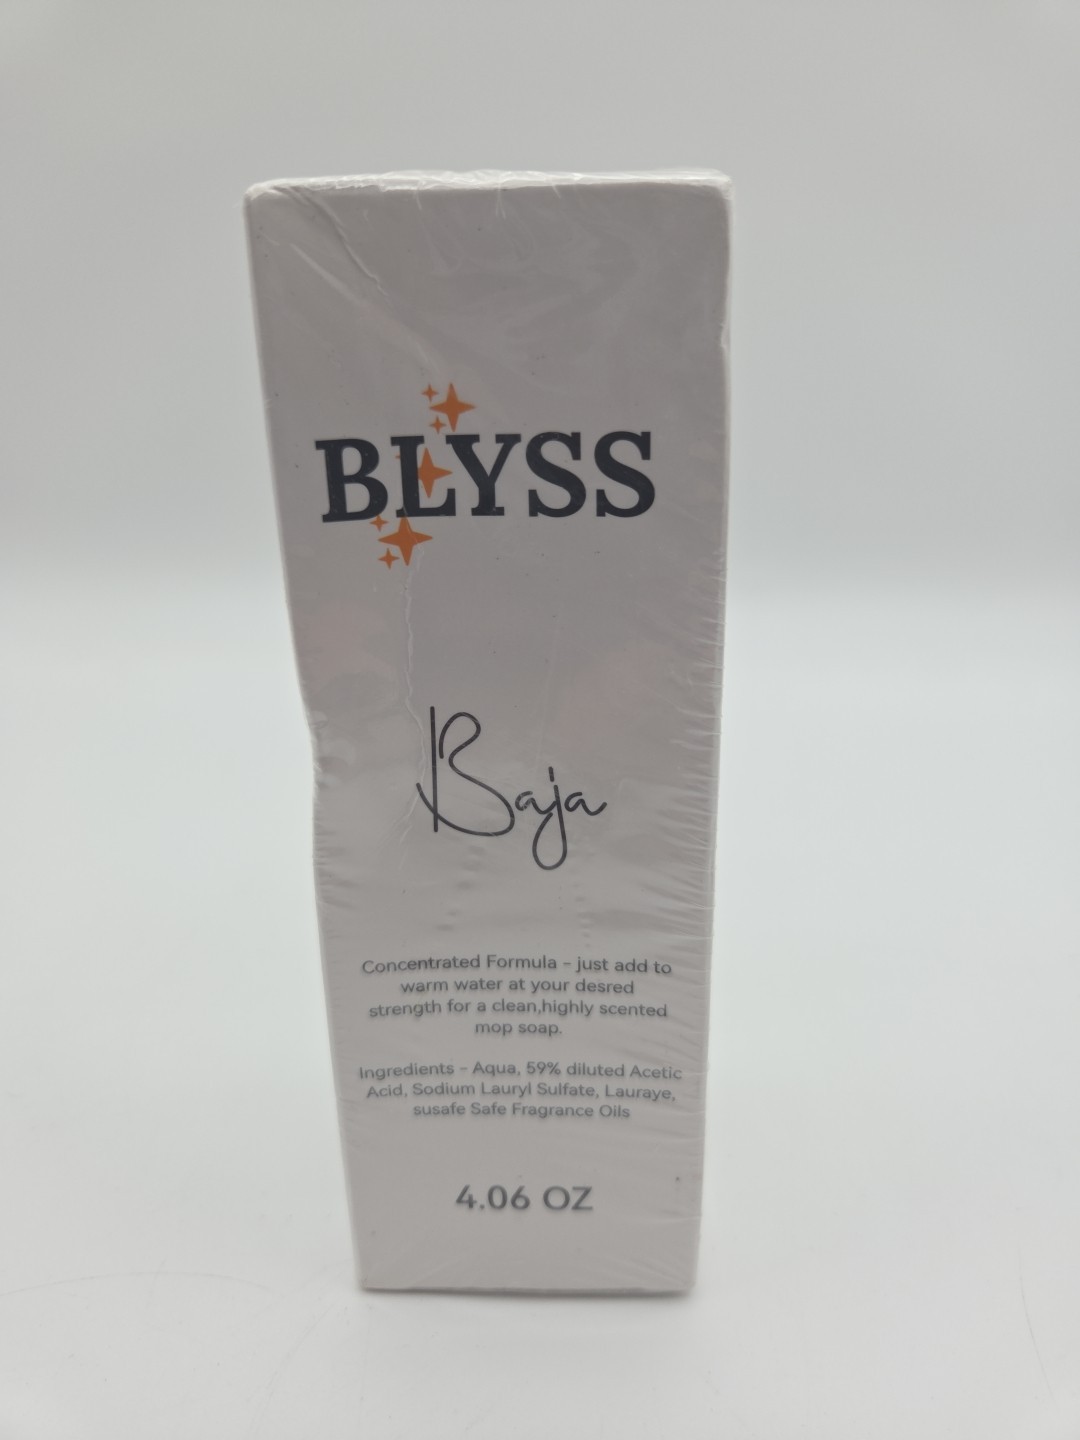 BLYSS
Baja
Concentrated Formula - just add to
warm water at your desred
strength for a clean,highly scented
mop soap.
Ingredients - Aqua, 59% diluted Acetic
Acid, Sodium Lauryl Sulfate, Lauraye,
susafe Safe Fragrance Oils
4.06 OZ